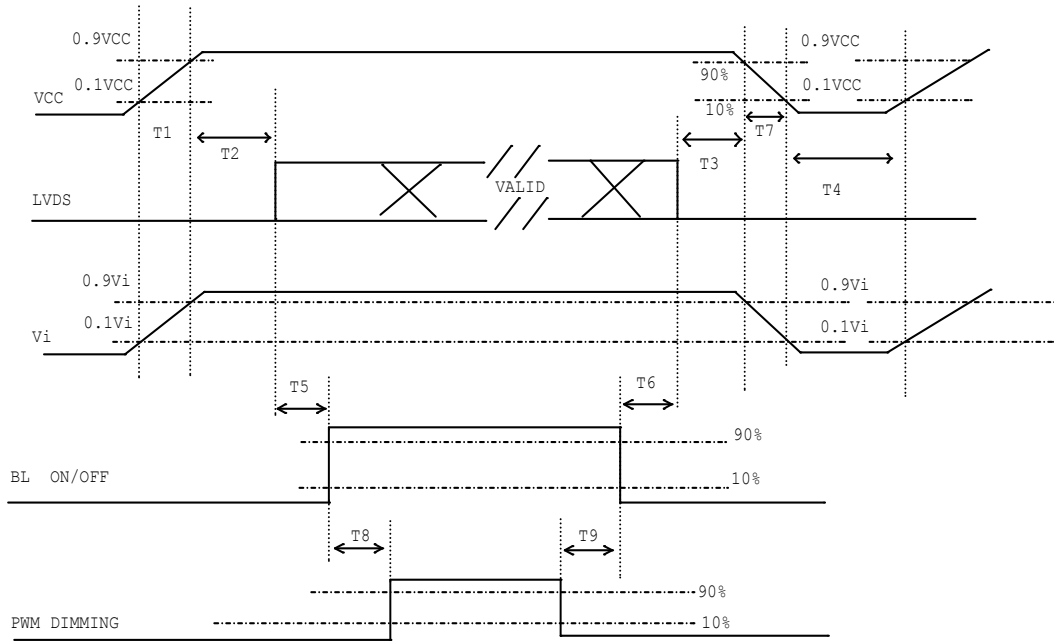 0.9VCC
0.9VCC
90%
0.1VCC
0.1VCC
VCC
10%
T1
T7
T2
T3
T4
VALID
LVDS
0.9Vi
0.9Vi
0.1Vi
0.1Vi
Vi
T5
T6
90%
BL ON/OFF
10%
T8
T9
90%
PWM DIMMING
10%